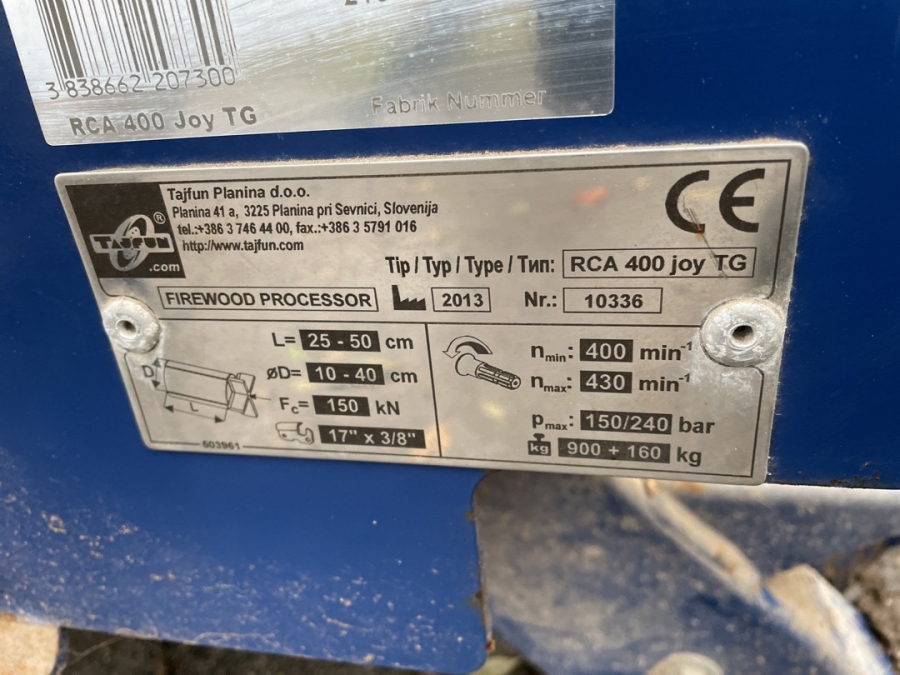 3 838662 207300
RCA 400 Joy TG
Fabrik Nummer
TAJFUN
®
.com
Tajfun Planina d.o.o.
Planina 41 a, 3225 Planina pri Sevnici, Slovenija
tel.:+386 3 746 44 00, fax.:+386 3 5791 016
http://www.tajfun.com
CE
Tip / Typ / Type / Тип: RCA 400 joy TG
FIREWOOD PROCESSOR 2013 Nr.: 10336
L= 25 - 50 cm
øD= 10 - 40 cm
Fc= 150 kN
17" x 3/8"
D
L
503961
nmin: 400 min-1
nmax: 430 min-1
pmax: 150/240 bar
kg 900 + 160 kg